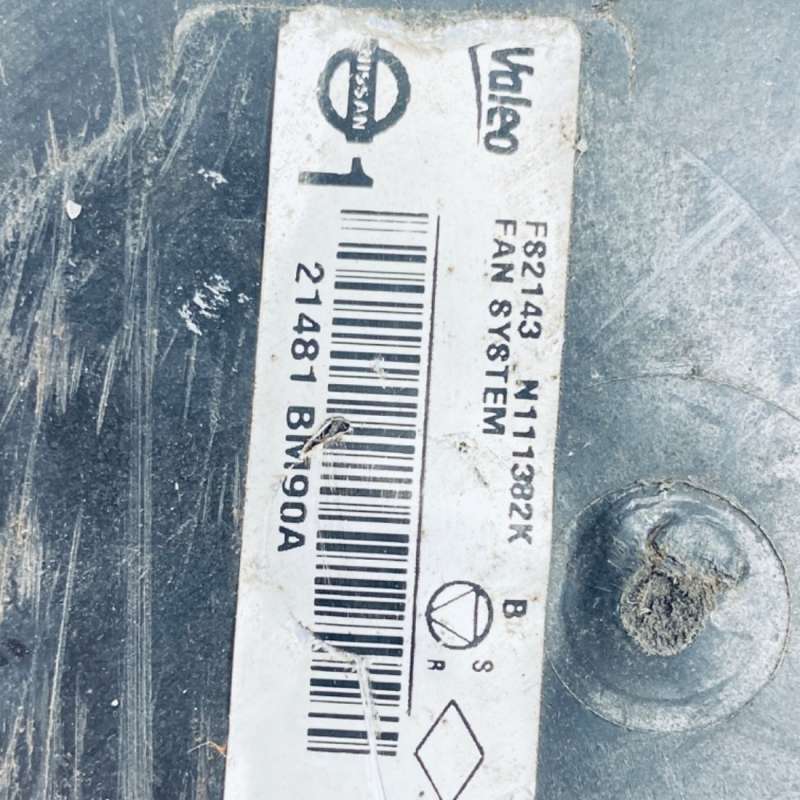 Valeo
F82143 N111382K B
FAN SYSTEM
S
R
NISSAN
1
21481 BM90A